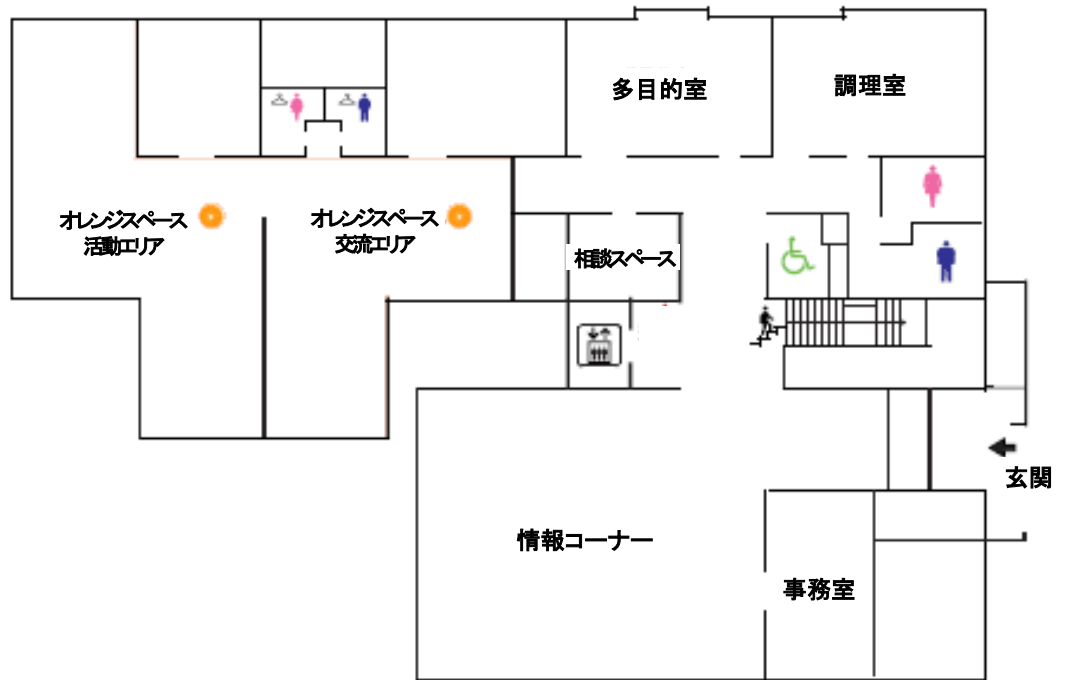 多目的室
調理室
オレンジスペース
活動エリア
オレンジスペース
交流エリア
相談スペース
玄関
情報コーナー
事務室